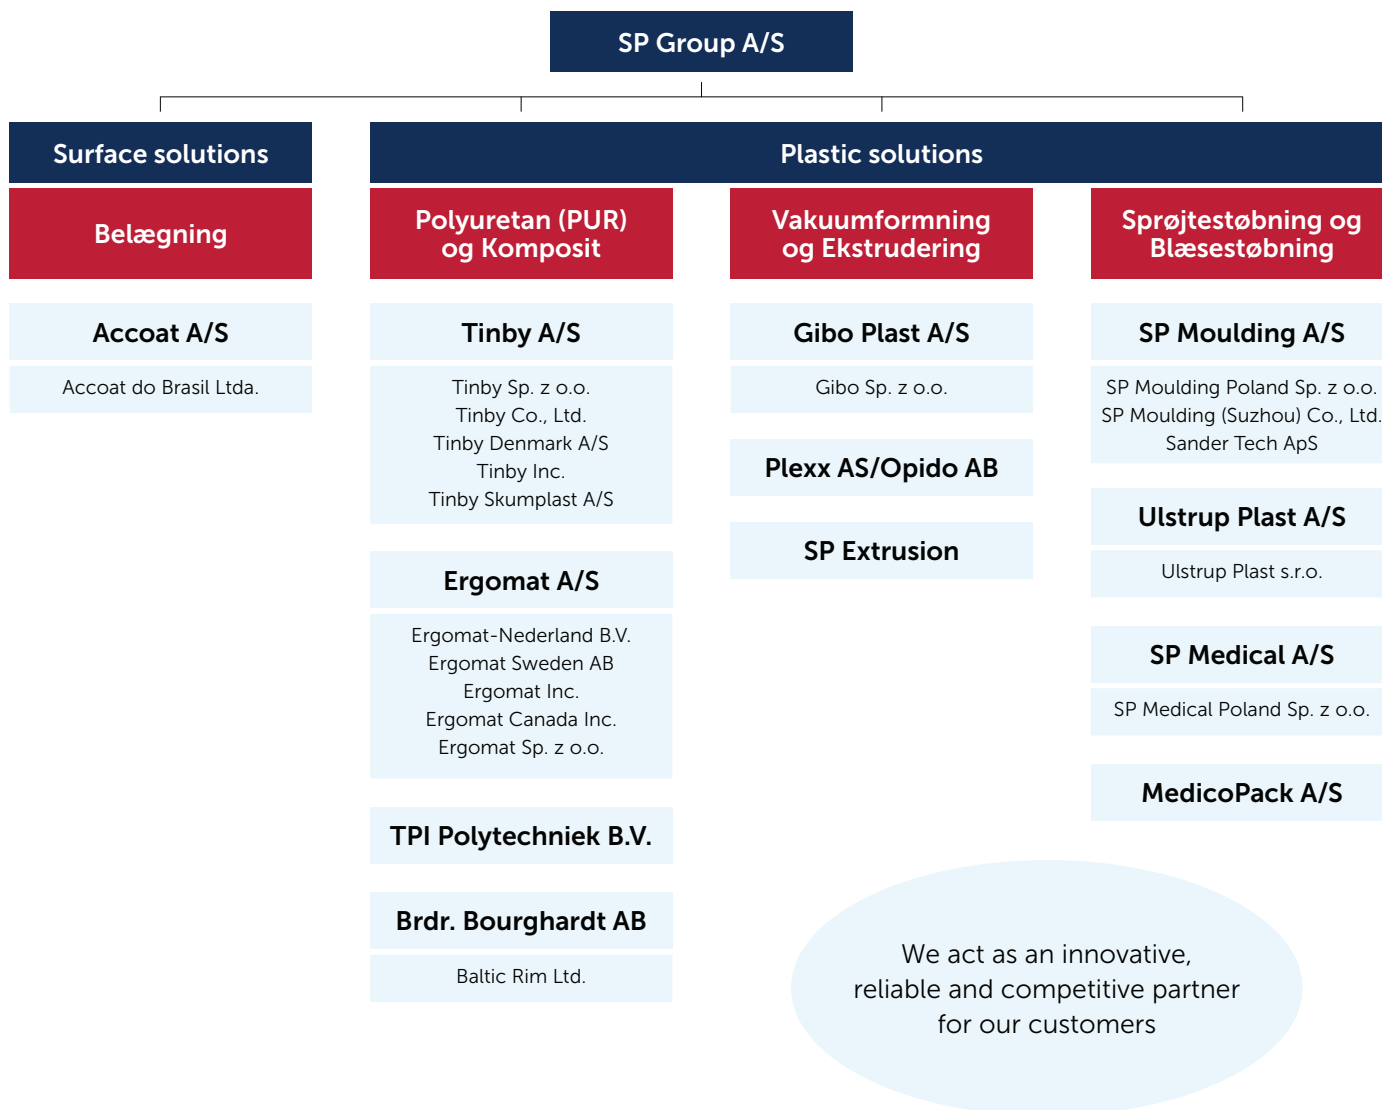 SP Group A/S
Surface solutions
Plastic solutions
Belægning
Accoat A/S
Accoat do Brasil Ltda.
Polyuretan (PUR)
og Komposit
Tinby A/S
Tinby Sp. z o.o.
Tinby Co., Ltd.
Tinby Denmark A/S
Tinby Inc.
Tinby Skumplast A/S
Ergomat A/S
Ergomat-Nederland B.V.
Ergomat Sweden AB
Ergomat Inc.
Ergomat Canada Inc.
Ergomat Sp. z o.o.
TPI Polytechniek B.V.
Brdr. Bourghardt AB
Baltic Rim Ltd.
Vakuumformning
og Ekstrudering
Gibo Plast A/S
Gibo Sp. z o.o.
Plexx AS/Opido AB
SP Extrusion
Sprøjtestøbning og
Blæsestøbning
SP Moulding A/S
SP Moulding Poland Sp. z o.o.
SP Moulding (Suzhou) Co., Ltd.
Sander Tech ApS
Ulstrup Plast A/S
Ulstrup Plast s.r.o.
SP Medical A/S
SP Medical Poland Sp. z o.o.
MedicoPack A/S
We act as an innovative,
reliable and competitive partner
for our customers